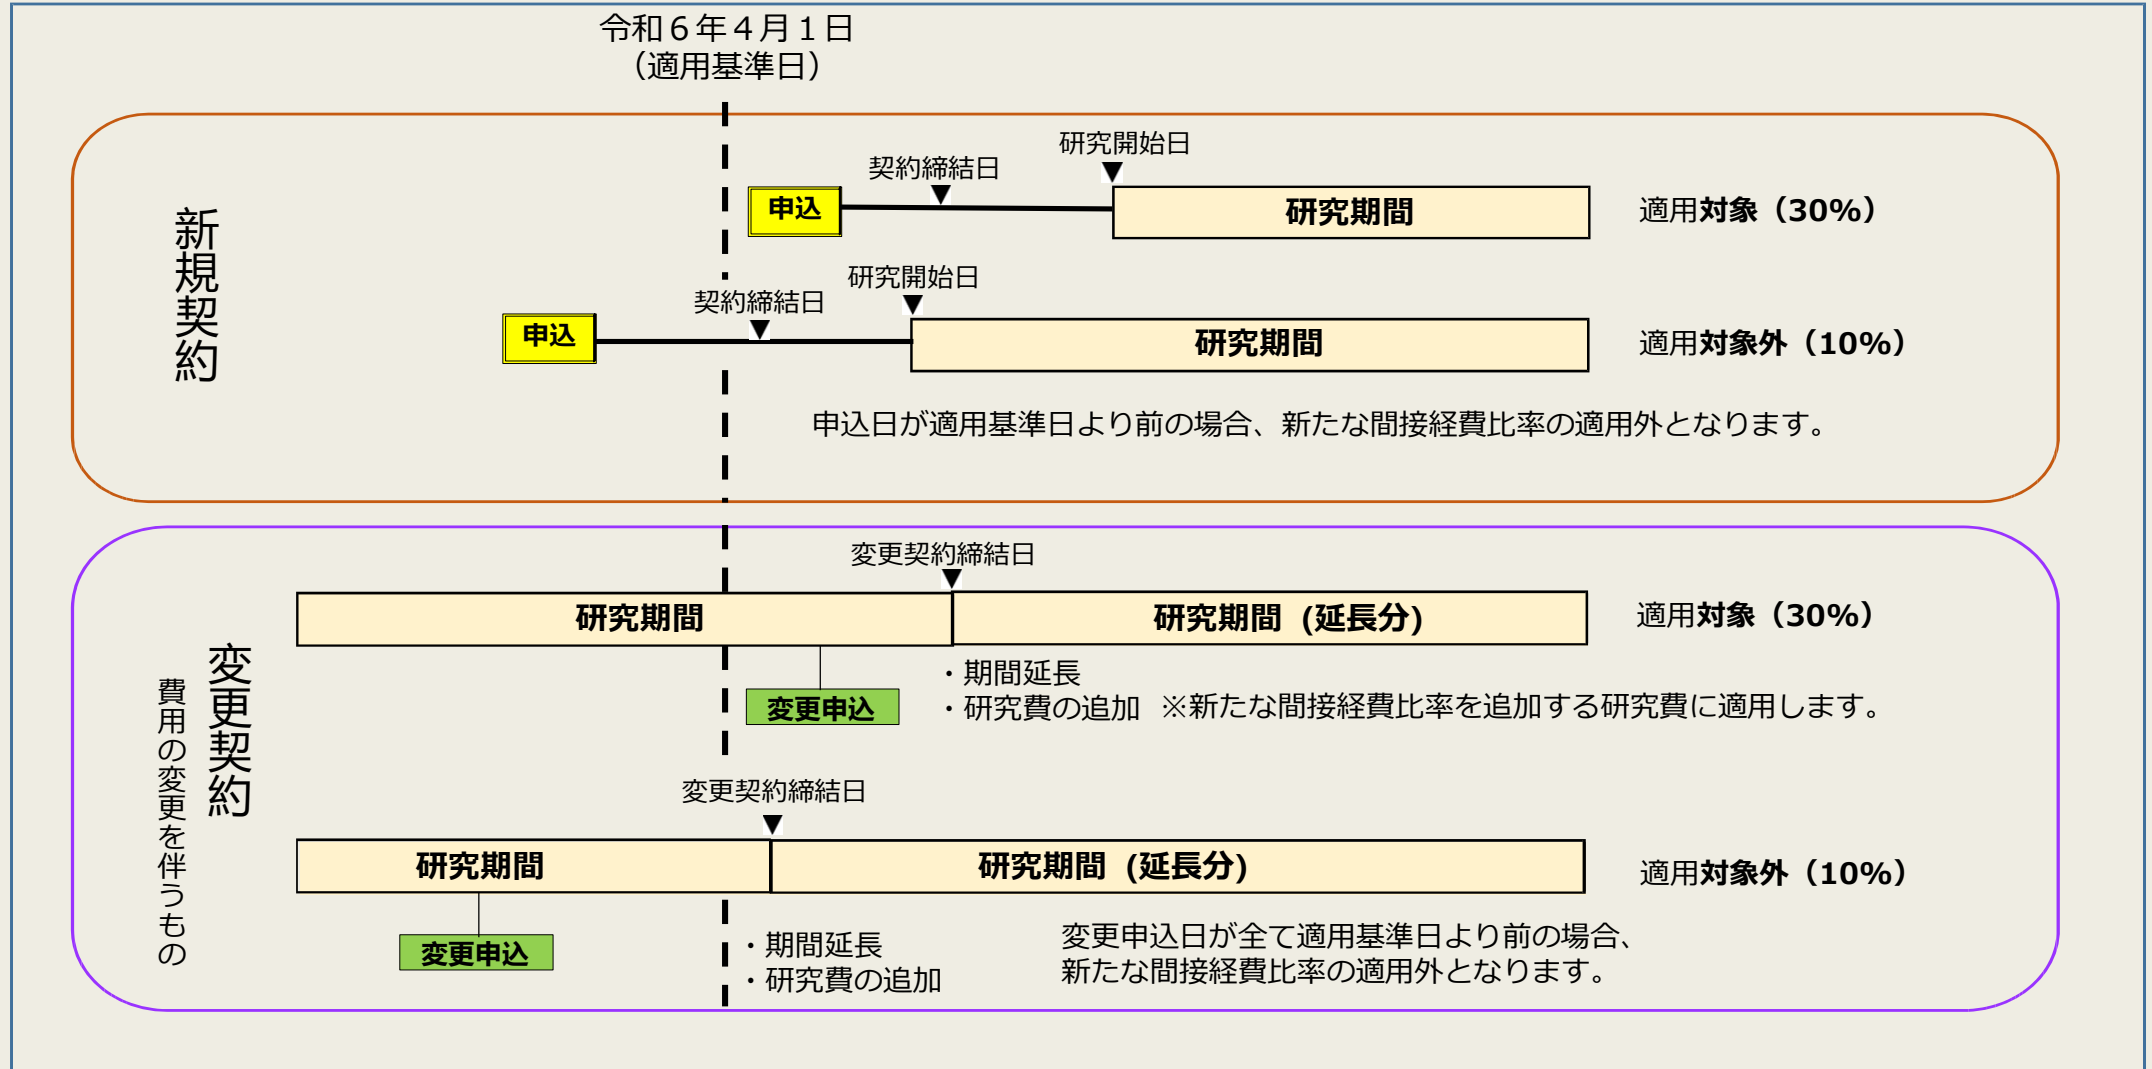 令和６年４月１日
（適用基準日）
新規契約
研究開始日
契約締結日
申込
研究期間
適用対象（30%）
研究開始日
契約締結日
申込
研究期間
適用対象外（10%）
申込日が適用基準日より前の場合、新たな間接経費比率の適用外となります。
変更契約
費用の変更を伴うもの
変更契約締結日
研究期間
研究期間 (延長分)
適用対象（30%）
変更申込
・期間延長
・研究費の追加 ※新たな間接経費比率を追加する研究費に適用します。
変更契約締結日
研究期間
研究期間 (延長分)
適用対象外（10%）
変更申込
・期間延長
・研究費の追加
変更申込日が全て適用基準日より前の場合、
新たな間接経費比率の適用外となります。